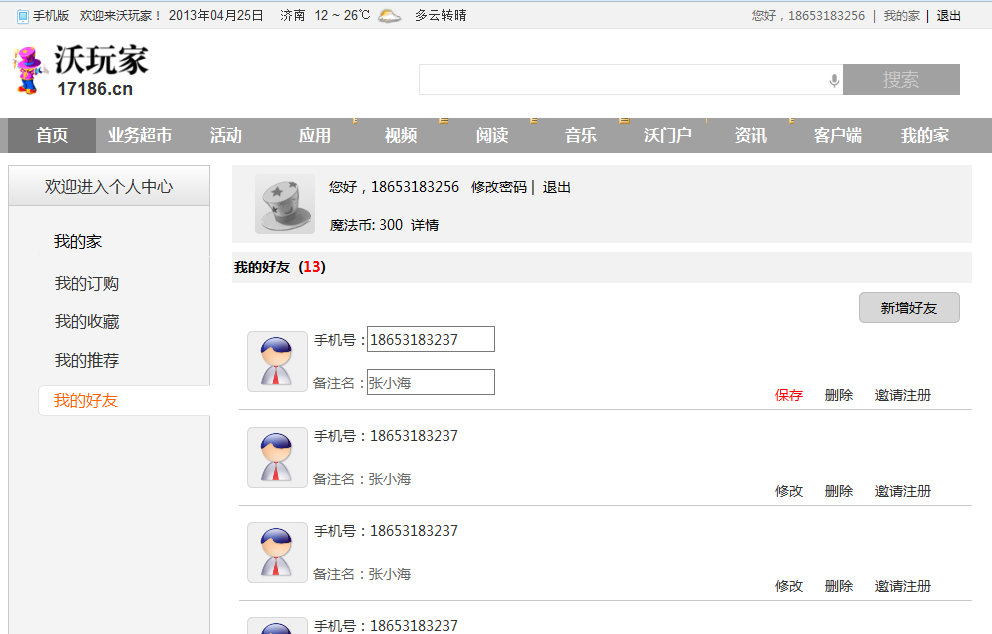 手机版 欢迎来沃玩家！ 2013年04月25日 济南 12 ~ 26℃ 多云转晴 您好，18653183256 | 我的家 | 退出
沃玩家
17186.cn
搜索
首页 业务超市 活动 应用 视频 阅读 音乐 沃门户 资讯 客户端 我的家
欢迎进入个人中心
我的家
我的订购
我的收藏
我的推荐
我的好友
您好，18653183256 修改密码 | 退出
魔法币: 300 详情
我的好友 (13)
新增好友
手机号：18653183237
备注名：张小海
保存 删除 邀请注册
手机号：18653183237
备注名：张小海
修改 删除 邀请注册
手机号：18653183237
备注名：张小海
修改 删除 邀请注册
手机号：18653183237